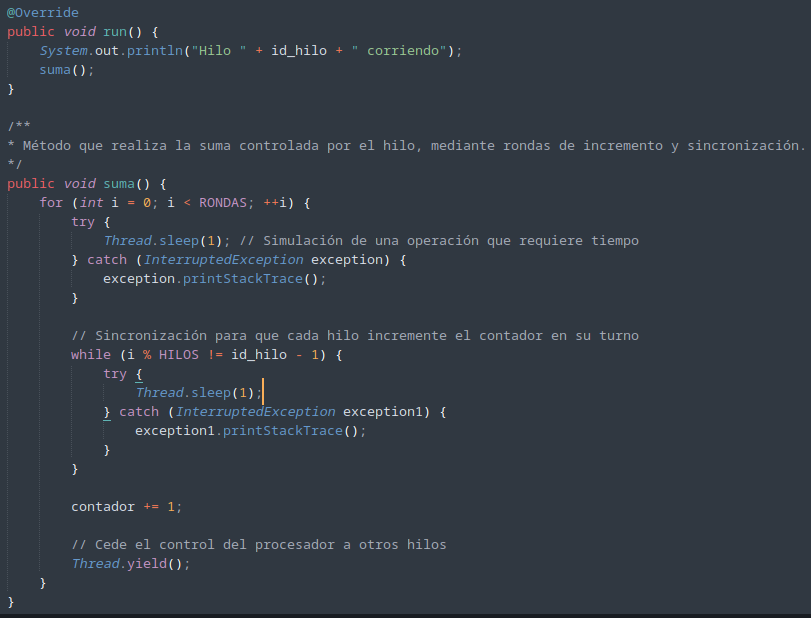 @Override
public void run() {
    System.out.println("Hilo " + id_hilo + " corriendo");
    suma();
}

/**
* Método que realiza la suma controlada por el hilo, mediante rondas de incremento y sincronización.
*/
public void suma() {
    for (int i = 0; i < RONDAS; ++i) {
        try {
            Thread.sleep(1); // Simulación de una operación que requiere tiempo
        } catch (InterruptedException exception) {
            exception.printStackTrace();
        }

        // Sincronización para que cada hilo incremente el contador en su turno
        while (i % HILOS != id_hilo - 1) {
            try {
                Thread.sleep(1);
            } catch (InterruptedException exception1) {
                exception1.printStackTrace();
            }
        }

        contador += 1;

        // Cede el control del procesador a otros hilos
        Thread.yield();
    }
}